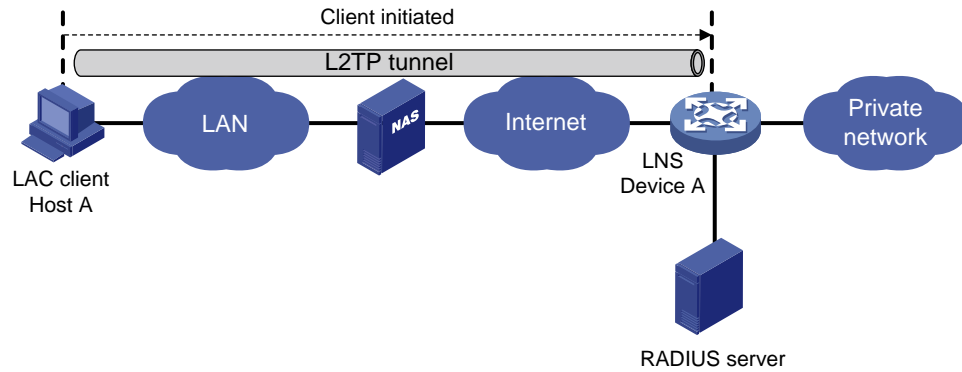 Client initiated
L2TP tunnel
LAN
NAS
Internet
Private
network
LNS
Device A
LAC client
Host A
RADIUS server